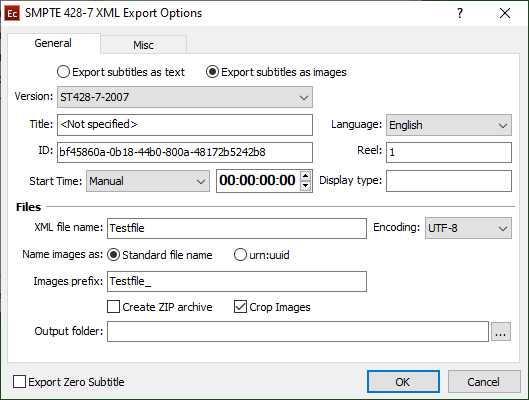 Ec SMPTE 428-7 XML Export Options ?
General Misc
Export subtitles as text Export subtitles as images
Version: ST428-7-2007
Title: <Not specified> Language: English
ID: bf45860a-0b18-44b0-800a-48172b5242b8 Reel: 1
Start Time: Manual 00:00:00:00 Display type:
Files
XML file name: Testfile Encoding: UTF-8
Name images as: Standard file name urn:uuid
Images prefix: Testfile_
Create ZIP archive Crop Images
Output folder: ...
Export Zero Subtitle OK Cancel